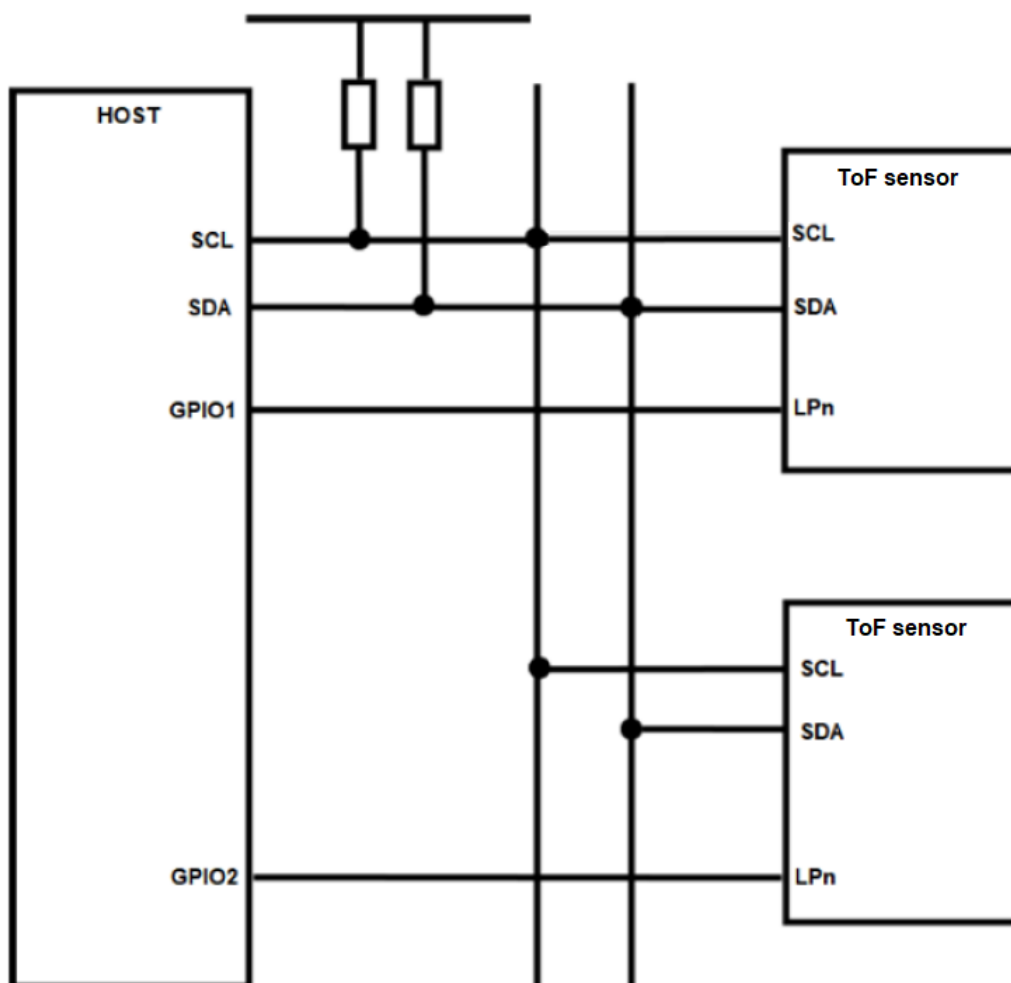 HOST
SCL
SDA
GPIO1
GPIO2
ToF sensor
SCL
SDA
LPn
ToF sensor
SCL
SDA
LPn